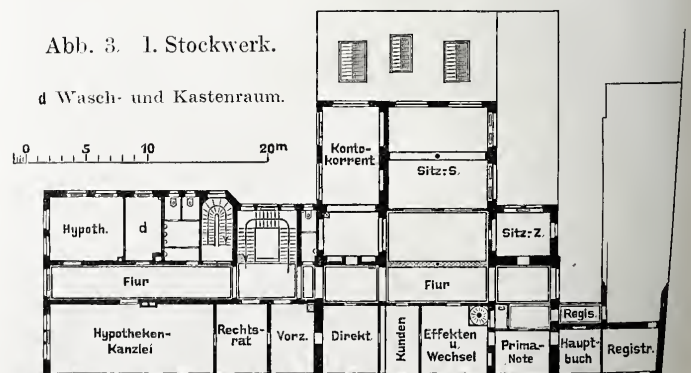 Abb. 3. 1. Stockwerk.
d Wasch- und Kastenraum.
0 5 10 20 m
Konto-
korrent
Sitz.-S.
Hypoth.
d
Sitz.-Z.
Flur
Flur
Regis.
Hypotheken-
Kanzlei
Rechts-
rat
Vorz.
Direkt.
Kunden
Effekten
u.
Wechsel
Prima-
Note
Haupt-
buch
Registr.